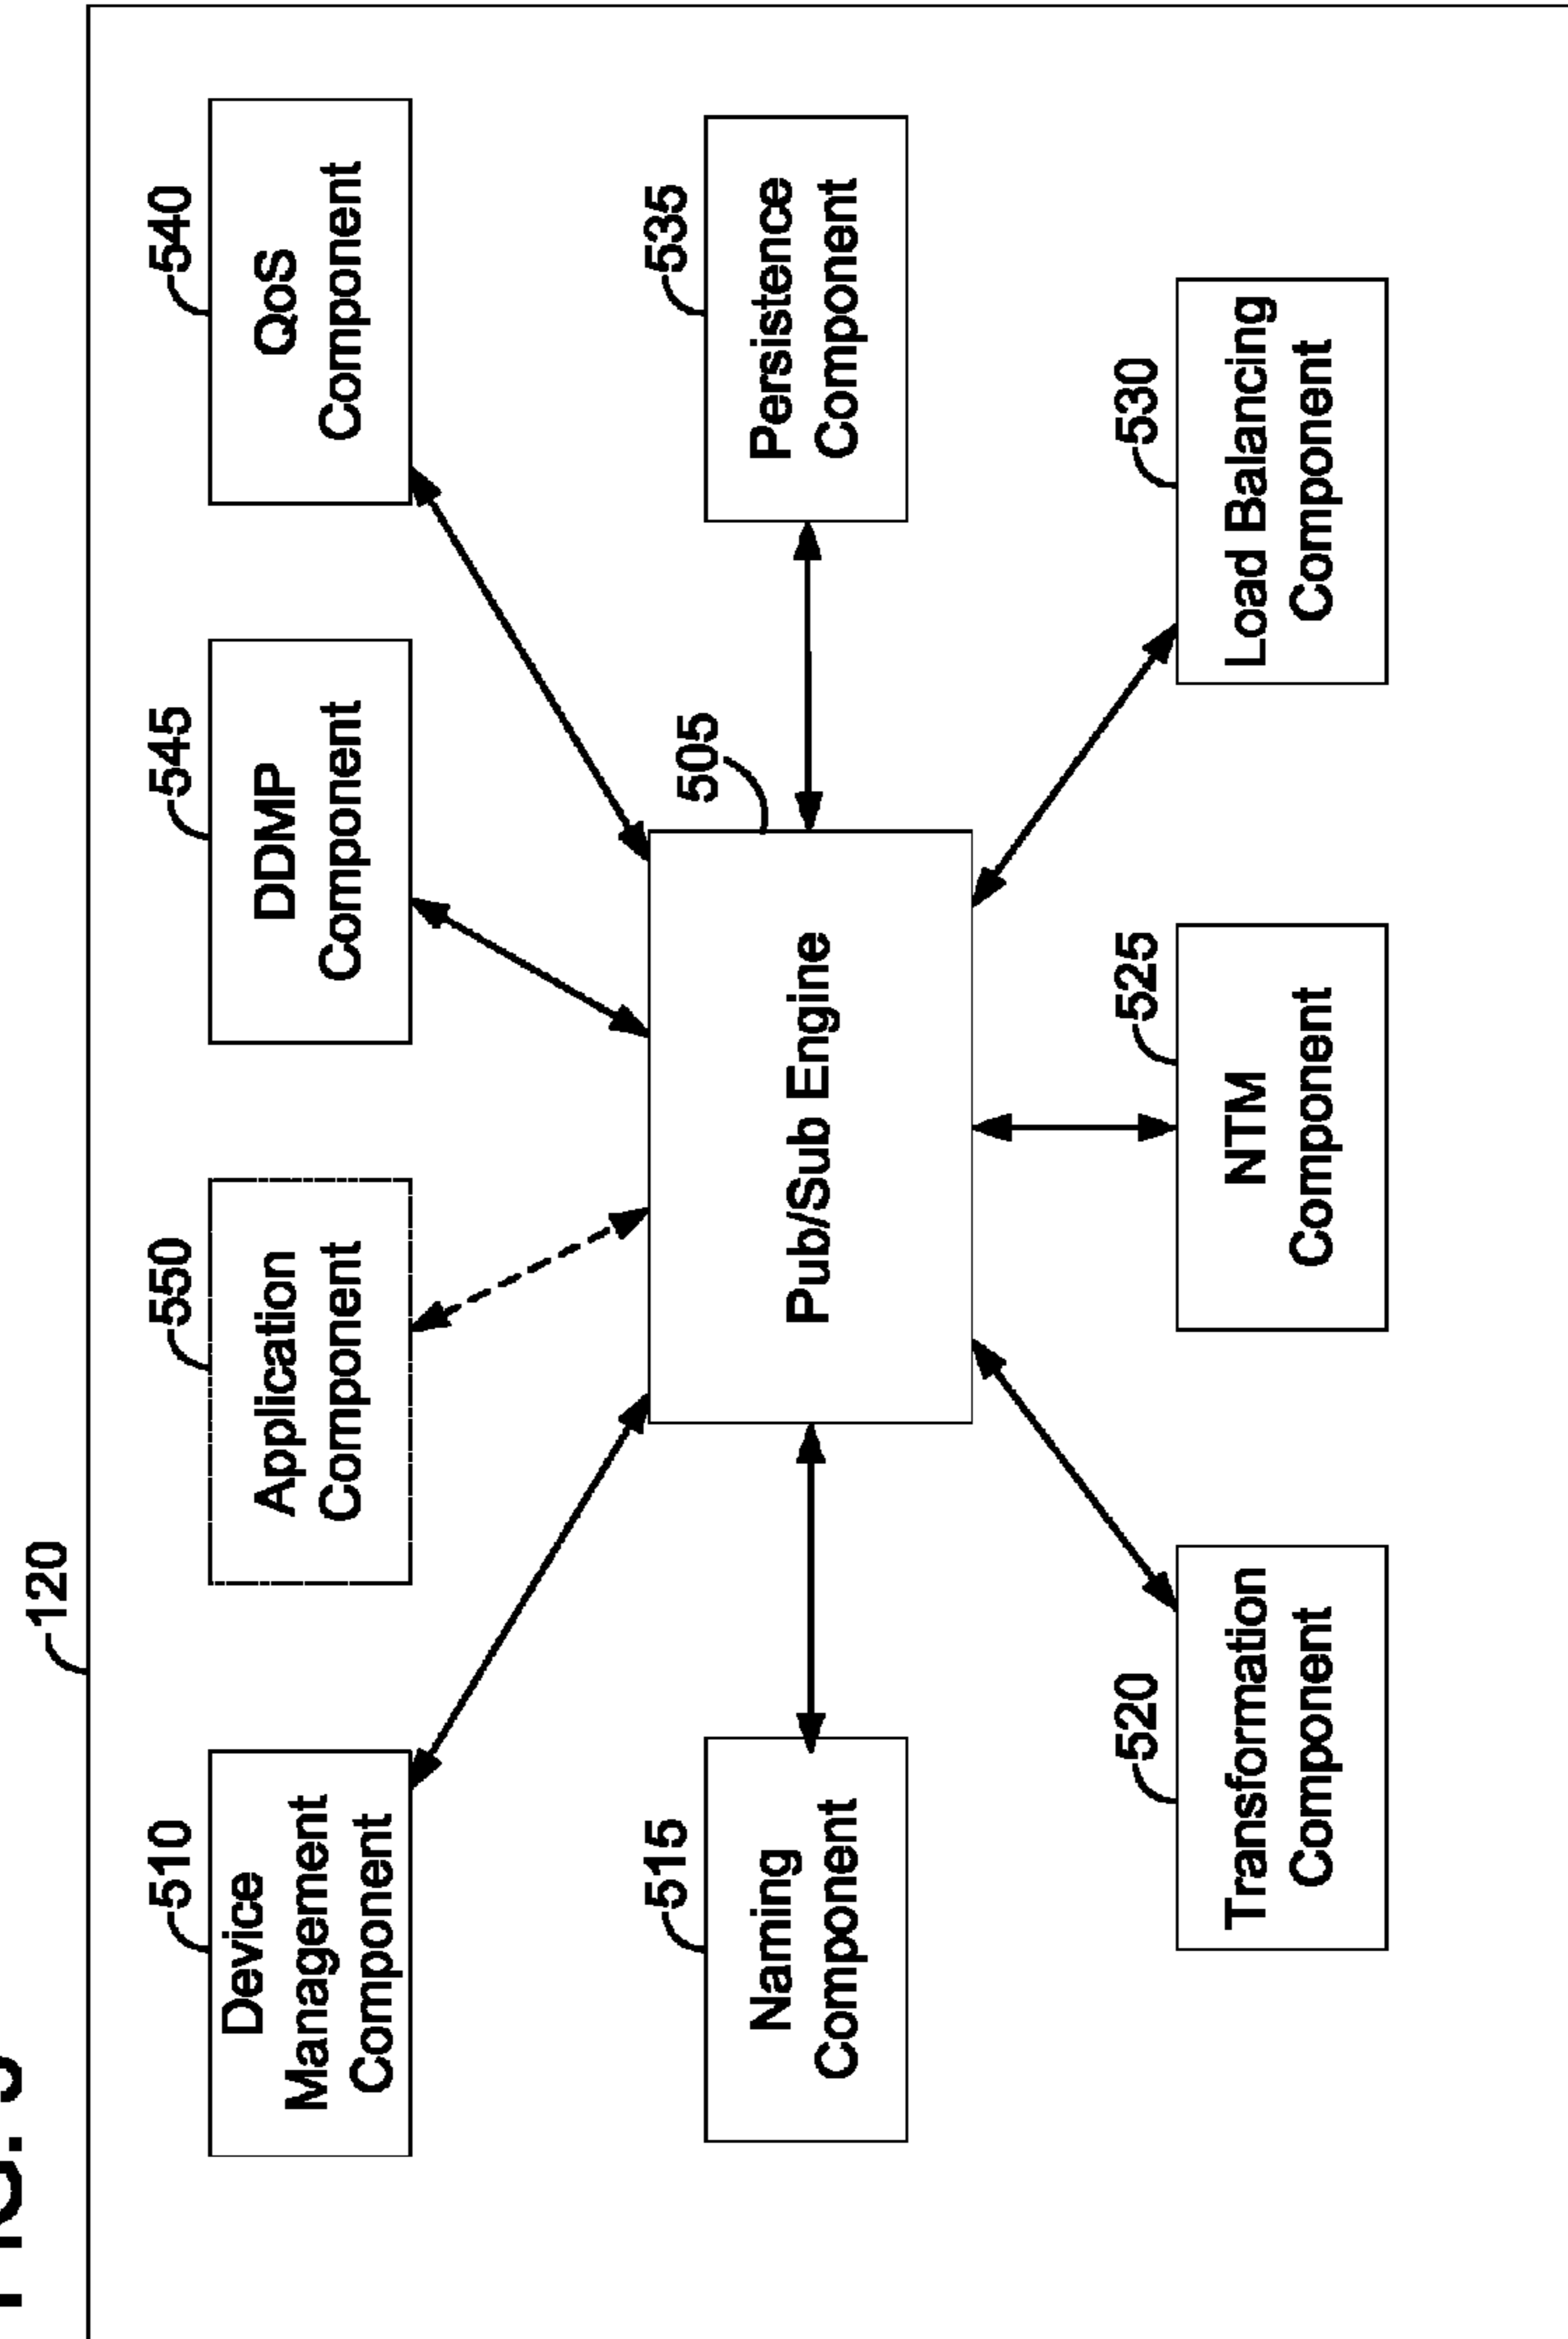 120
510
Device
Management
Component
550
Application
Component
545
DDMP
Component
540
QoS
Component
515
Naming
Component
505
Pub/Sub Engine
535
Persistence
Component
520
Transformation
Component
525
NTM
Component
530
Load Balancing
Component